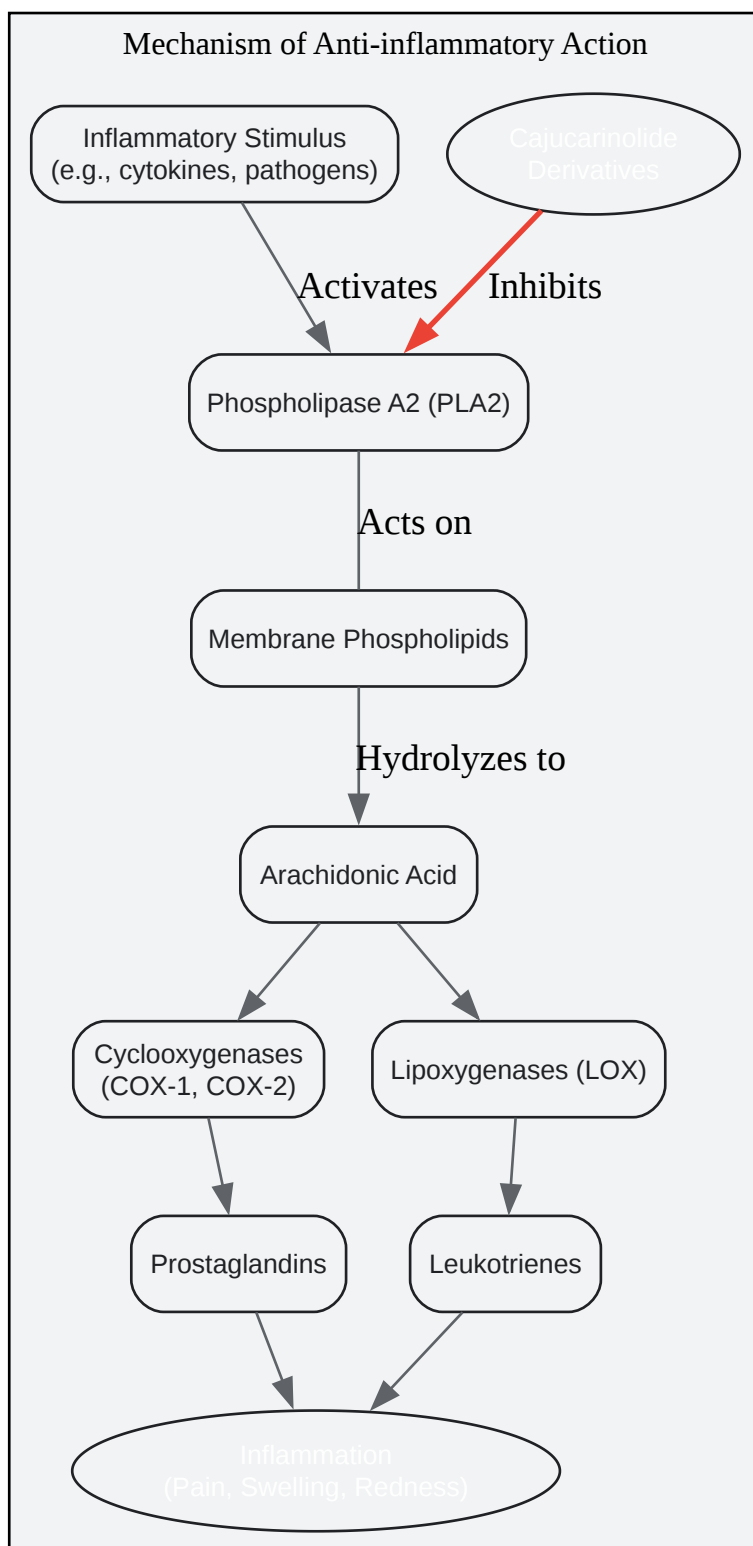 Mechanism of Anti-inflammatory Action
Inflammatory Stimulus
(e.g., cytokines, pathogens)
Cajucarinolide
Derivatives
Activates
Inhibits
Phospholipase A2 (PLA2)
Acts on
Membrane Phospholipids
Hydrolyzes to
Arachidonic Acid
Cyclooxygenases
(COX-1, COX-2)
Lipoxygenases (LOX)
Prostaglandins
Leukotrienes
Inflammation
(Pain, Swelling, Redness)